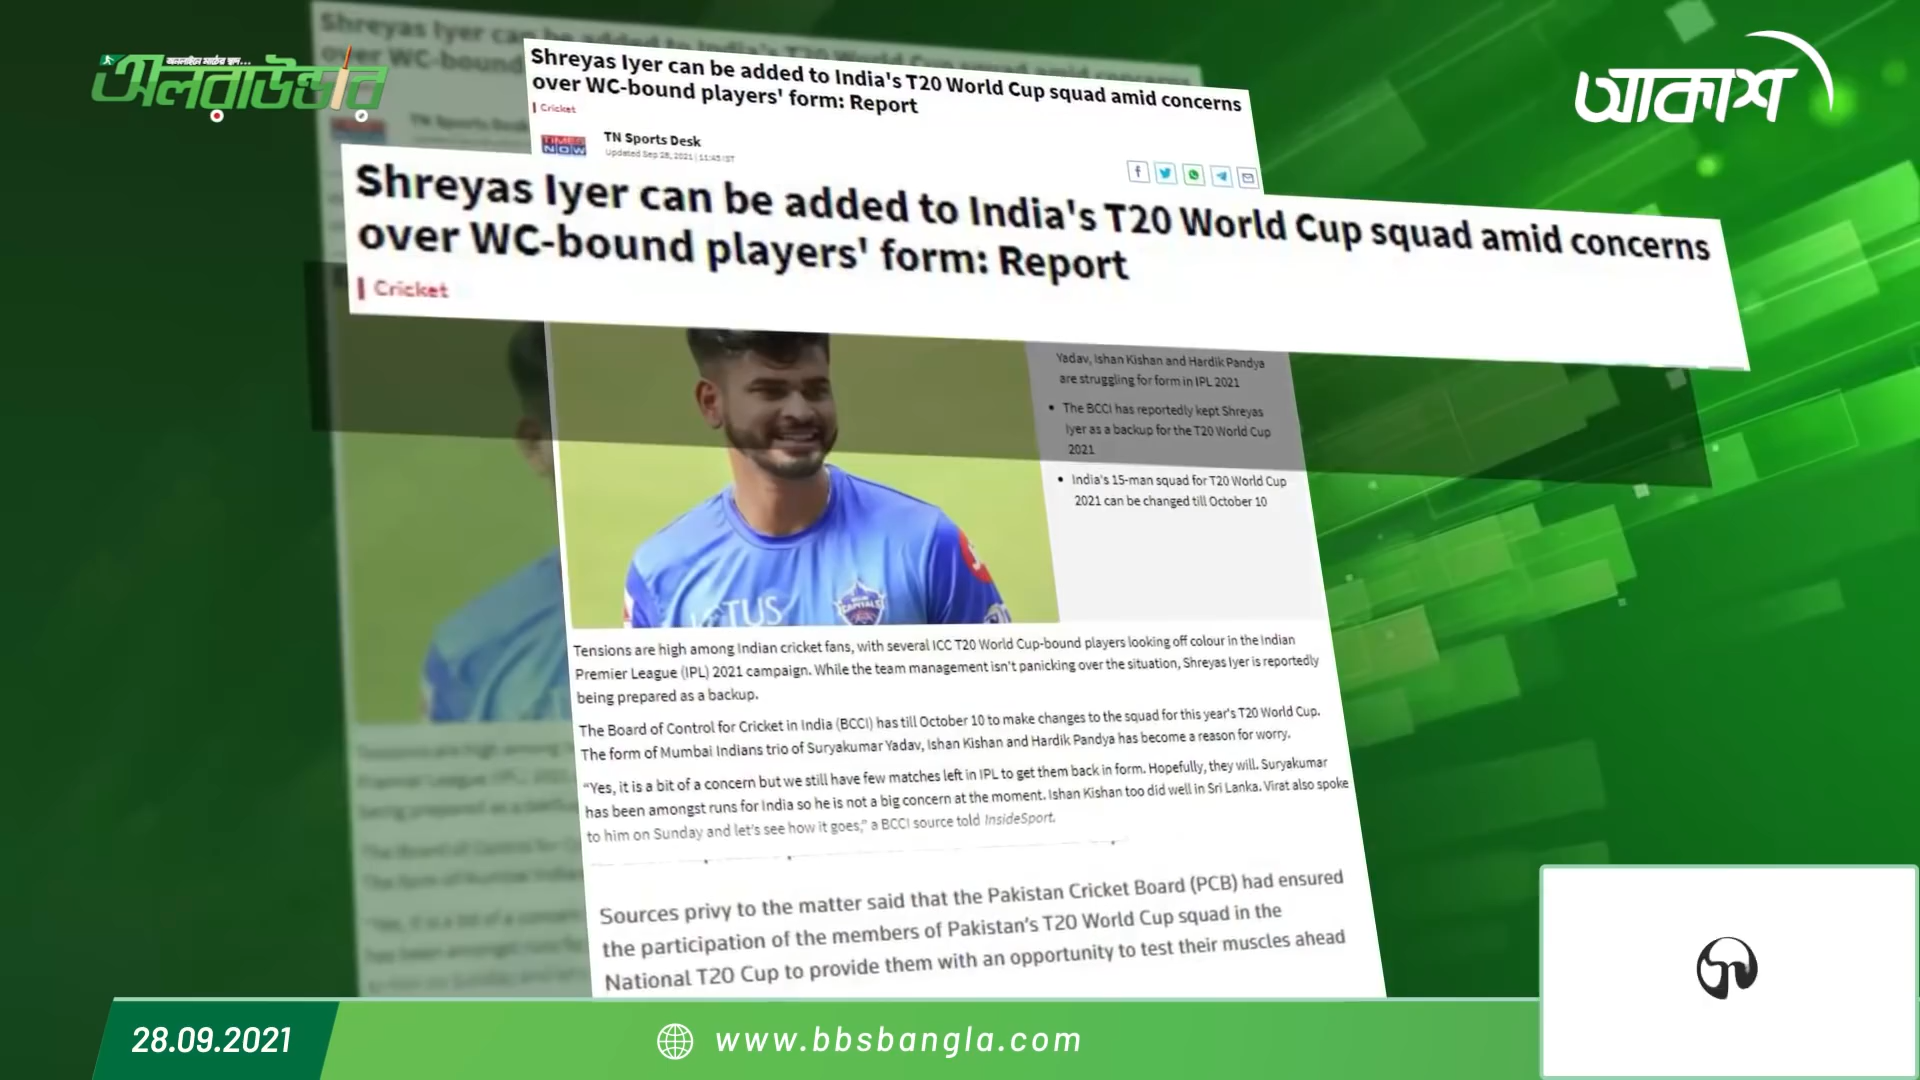 অলরাউন্ডার
আকাশ
Shreyas Iyer can be added to India's T20 World Cup squad amid concerns
over WC-bound players' form: Report
Cricket
TIMES NOW
TN Sports Desk
Updated Sep 28, 2021 | 11:45 IST
Shreyas Iyer can be added to India's T20 World Cup squad amid concerns
over WC-bound players' form: Report
Cricket
Yadav, Ishan Kishan and Hardik Pandya
are struggling for form in IPL 2021
• The BCCI has reportedly kept Shreyas
Iyer as a backup for the T20 World Cup
2021
• India's 15-man squad for T20 World Cup
2021 can be changed till October 10
CAPITALS
Tensions are high among Indian cricket fans, with several ICC T20 World Cup-bound players looking off colour in the Indian
Premier League (IPL) 2021 campaign. While the team management isn't panicking over the situation, Shreyas Iyer is reportedly
being prepared as a backup.
The Board of Control for Cricket in India (BCCI) has till October 10 to make changes to the squad for this year's T20 World Cup.
The form of Mumbai Indians trio of Suryakumar Yadav, Ishan Kishan and Hardik Pandya has become a reason for worry.
"Yes, it is a bit of a concern but we still have few matches left in IPL to get them back in form. Hopefully, they will. Suryakumar
has been amongst runs for India so he is not a big concern at the moment. Ishan Kishan too did well in Sri Lanka. Virat also spoke
to him on Sunday and let's see how it goes," a BCCI source told InsideSport.
Sources privy to the matter said that the Pakistan Cricket Board (PCB) had ensured
the participation of the members of Pakistan's T20 World Cup squad in the
National T20 Cup to provide them with an opportunity to test their muscles ahead
28.09.2021
www.bbsbangla.com